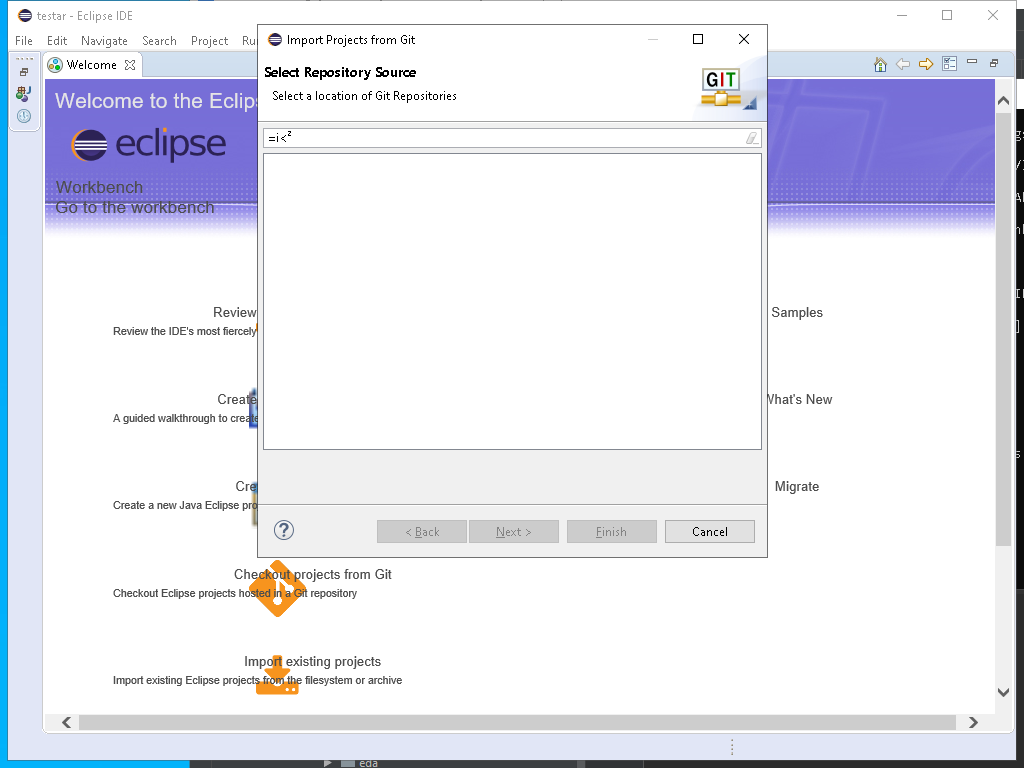 testar - Eclipse IDE
File Edit Navigate Search Project
Welcome
Welcome to the Eclip
eclipse
Workbench
Go to the workbench
Import Projects from Git
Select Repository Source
Select a location of Git Repositories
GIT
=i<²
< Back Next > Finish Cancel
Review
Review the IDE's most fiercely
Samples
Create
A guided walkthrough to create
What's New
Cre
Create a new Java Eclipse pro
Migrate
Checkout projects from Git
Checkout Eclipse projects hosted in a Git repository
Import existing projects
Import existing Eclipse projects from the filesystem or archive
eda